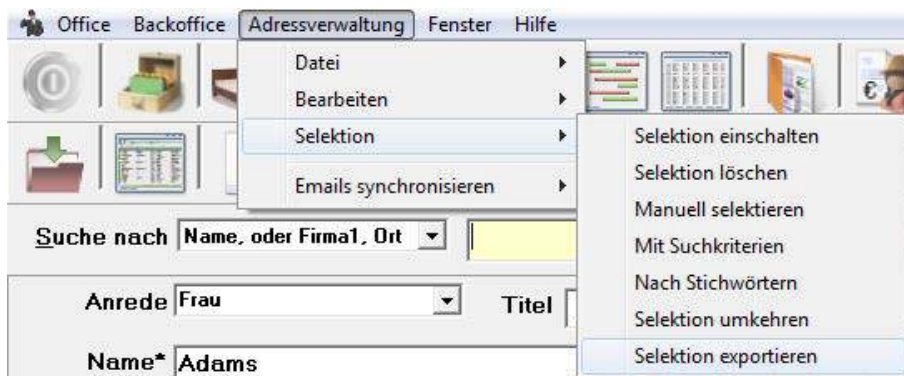 Office Backoffice Adressverwaltung Fenster Hilfe
Datei
Bearbeiten
Selektion
Emails synchronisieren
Selektion einschalten
Selektion löschen
Manuell selektieren
Mit Suchkriterien
Nach Stichwörtern
Selektion umkehren
Selektion exportieren
Suche nach Name, oder Firma1, Ort
Anrede Frau Titel
Name* Adams